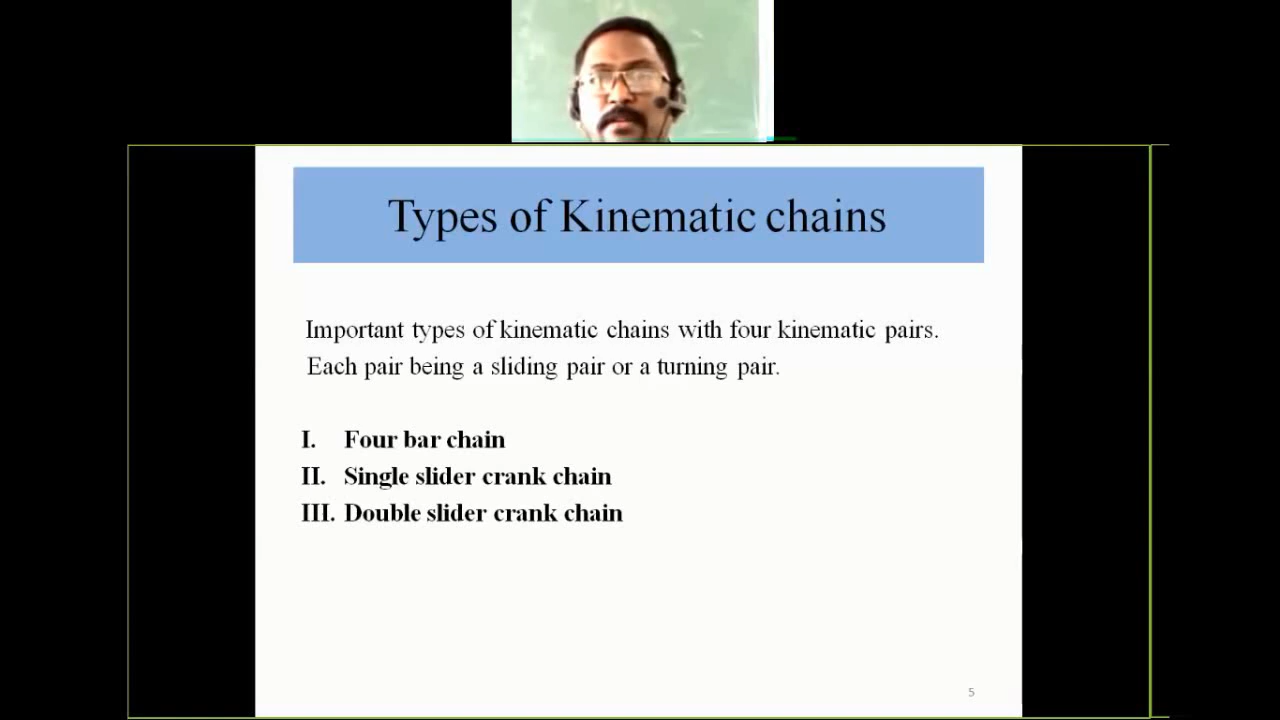 Types of Kinematic chains
Important types of kinematic chains with four kinematic pairs.
Each pair being a sliding pair or a turning pair.
I. Four bar chain
II. Single slider crank chain
III. Double slider crank chain
5